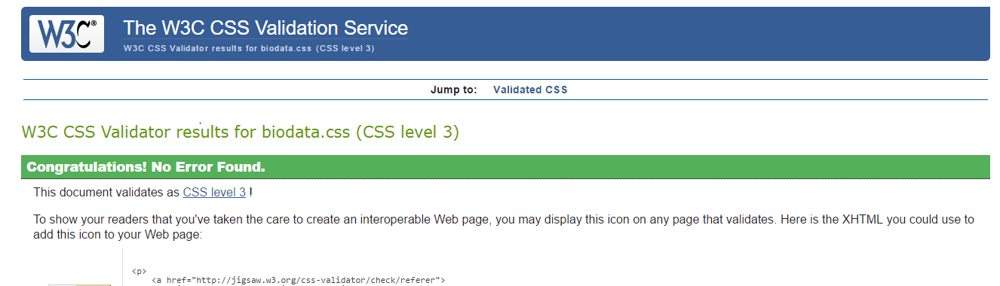 W3C®
The W3C CSS Validation Service
W3C CSS Validator results for biodata.css (CSS level 3)
Jump to: Validated CSS
W3C CSS Validator results for biodata.css (CSS level 3)
Congratulations! No Error Found.
This document validates as CSS level 3 !
To show your readers that you've taken the care to create an interoperable Web page, you may display this icon on any page that validates. Here is the XHTML you could use to
add this icon to your Web page:
<p>
<a href="http://jigsaw.w3.org/css-validator/check/referer">